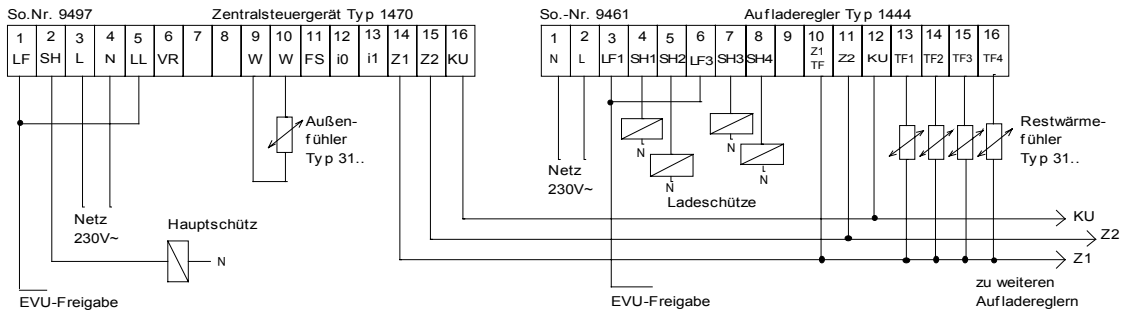 So.Nr. 9497 Zentralsteuergerät Typ 1470
1 2 3 4 5 6 7 8 9 10 11 12 13 14 15 16
LF SH L N LL VR W W FS i0 i1 Z1 Z2 KU
So.-Nr. 9461 Aufladeregler Typ 1444
1 2 3 4 5 6 7 8 9 10 11 12 13 14 15 16
N L LF1 SH1 SH2 LF3 SH3 SH4 Z1 TF Z2 KU TF1 TF2 TF3 TF4
Außen-
fühler
Typ 31..
Netz
230V~
Hauptschütz
N
EVU-Freigabe
Netz
230V~
N
N
N
N
Ladeschütze
Restwärme-
fühler
Typ 31..
KU
Z2
Z1
EVU-Freigabe
zu weiteren
Aufladereglern